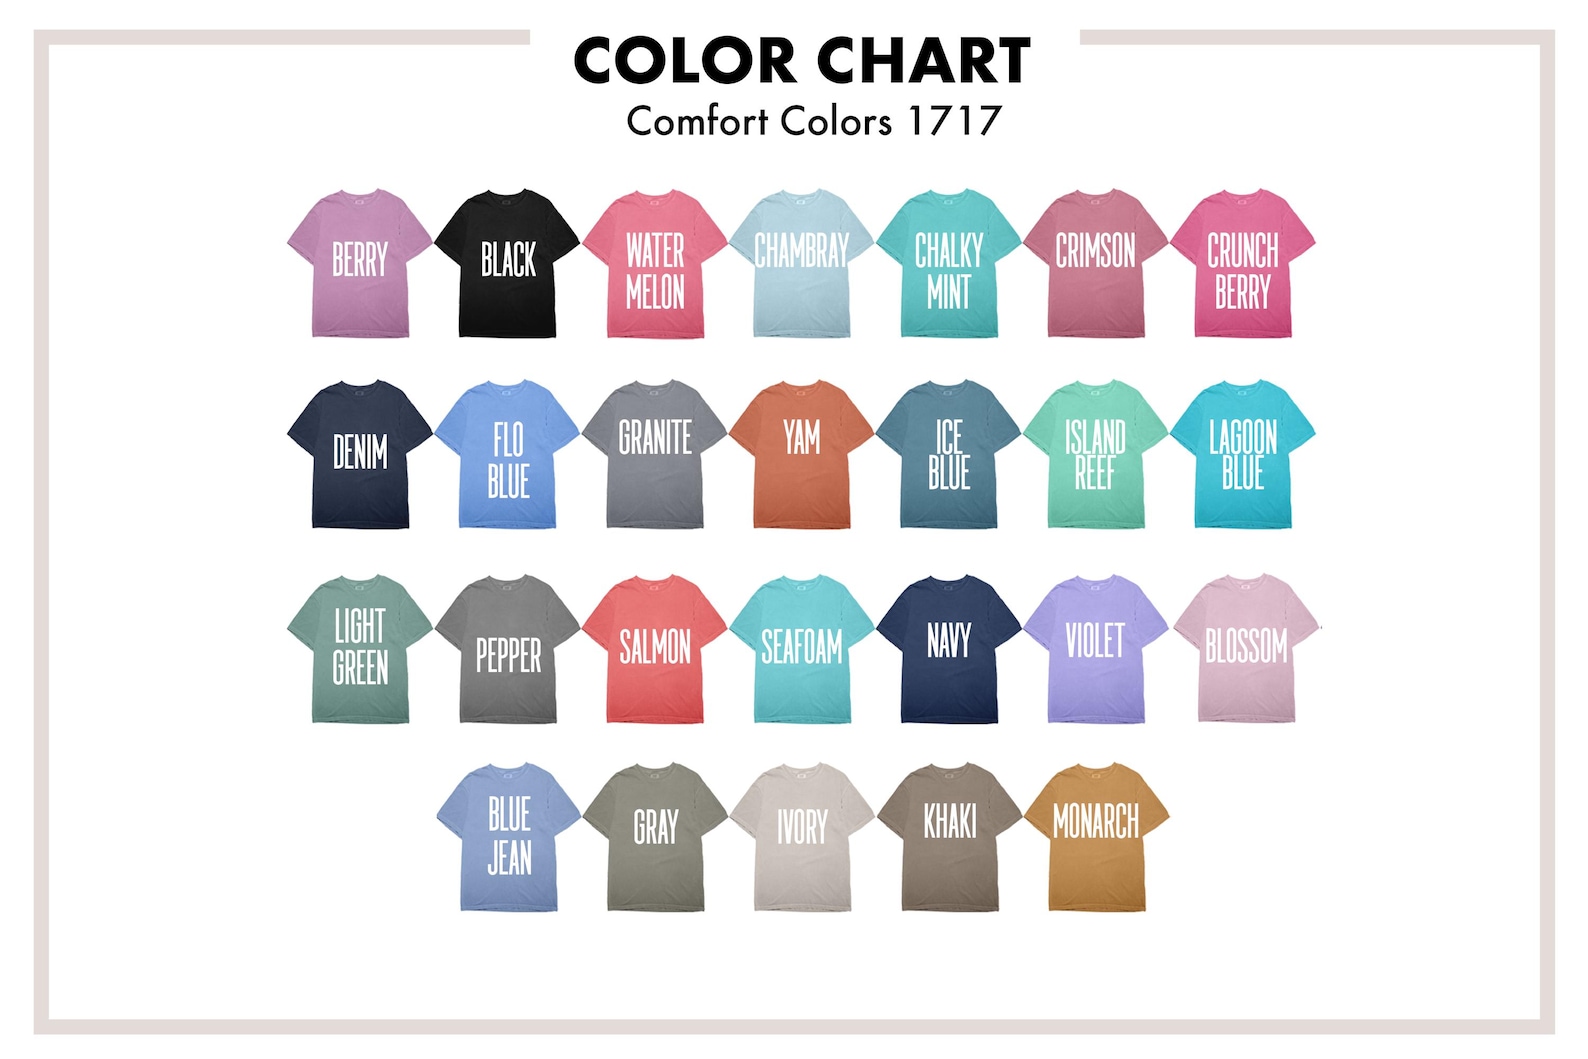 COLOR CHART
Comfort Colors 1717
BERRY
BLACK
WATER
MELON
CHAMBRAY
CHALKY
MINT
CRIMSON
CRUNCH
BERRY
DENIM
FLO
BLUE
GRANITE
YAM
ICE
BLUE
ISLAND
REEF
LAGOON
BLUE
LIGHT
GREEN
PEPPER
SALMON
SEAFOAM
NAVY
VIOLET
BLOSSOM
BLUE
JEAN
GRAY
IVORY
KHAKI
MONARCH